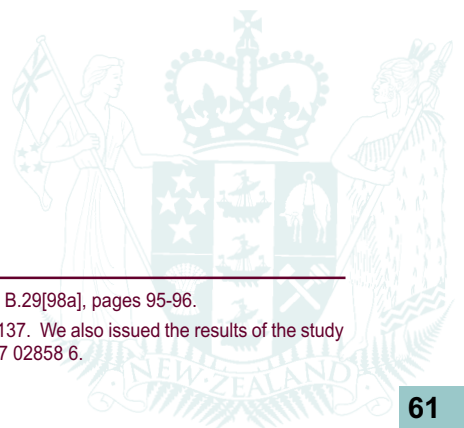 B.29[98a], pages 95-96.
137. We also issued the results of the study
7 02858 6.
NEW ZEALAND
61